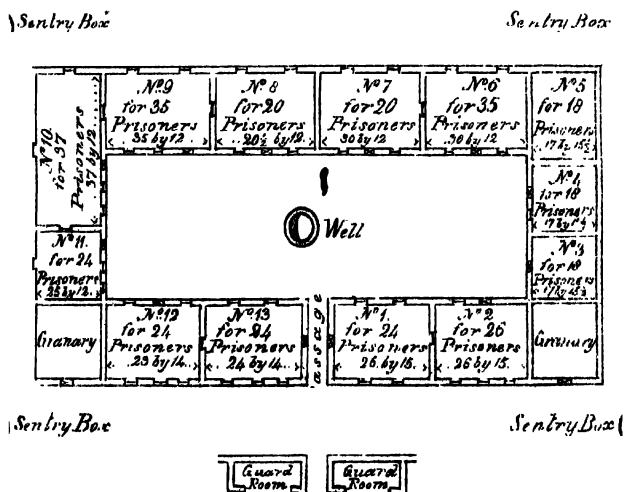 Sentry Box
Sentry Box
No. 9
for 35
Prisoners
35 by 12
No. 8
for 20
Prisoners
20½ by 12
No. 7
for 20
Prisoners
30 by 12
No. 6
for 35
Prisoners
36 by 12
No. 5
for 18
Prisoners
No. 10.
for 37
Prisoners
37 by 12
No. 4
for 18
Prisoners
Well
No. 11.
for 24
Prisoners
25 by 12
No. 3
for 18
Prisoners
Granary
No. 12
for 24
Prisoners
23 by 14
No. 13
for 24
Prisoners
24 by 14
assage
No. 1.
for 24
Prisoners
26 by 15
No. 2
for 26
Prisoners
26 by 15
Granary
Sentry Box
Sentry Box
Guard
Room
Guard
Room